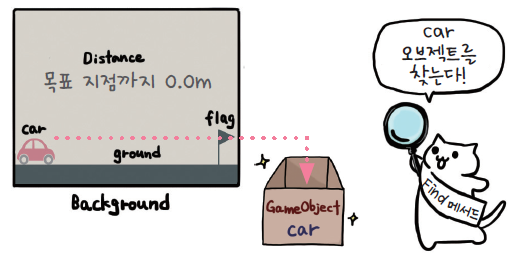 Distance
목표 지점까지 0.0m
car
flag
ground
Background
GameObject
car
car
오브젝트를
찾는다!
Find 메서드